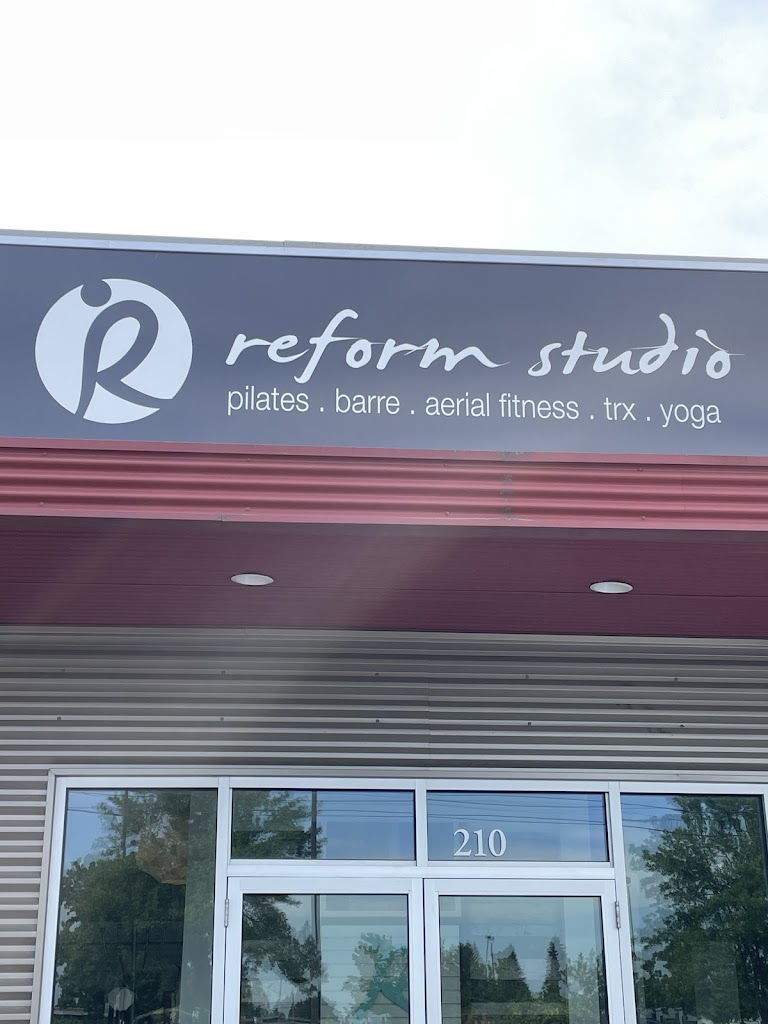 R
reform studio
pilates . barre . aerial fitness . trx . yoga
210